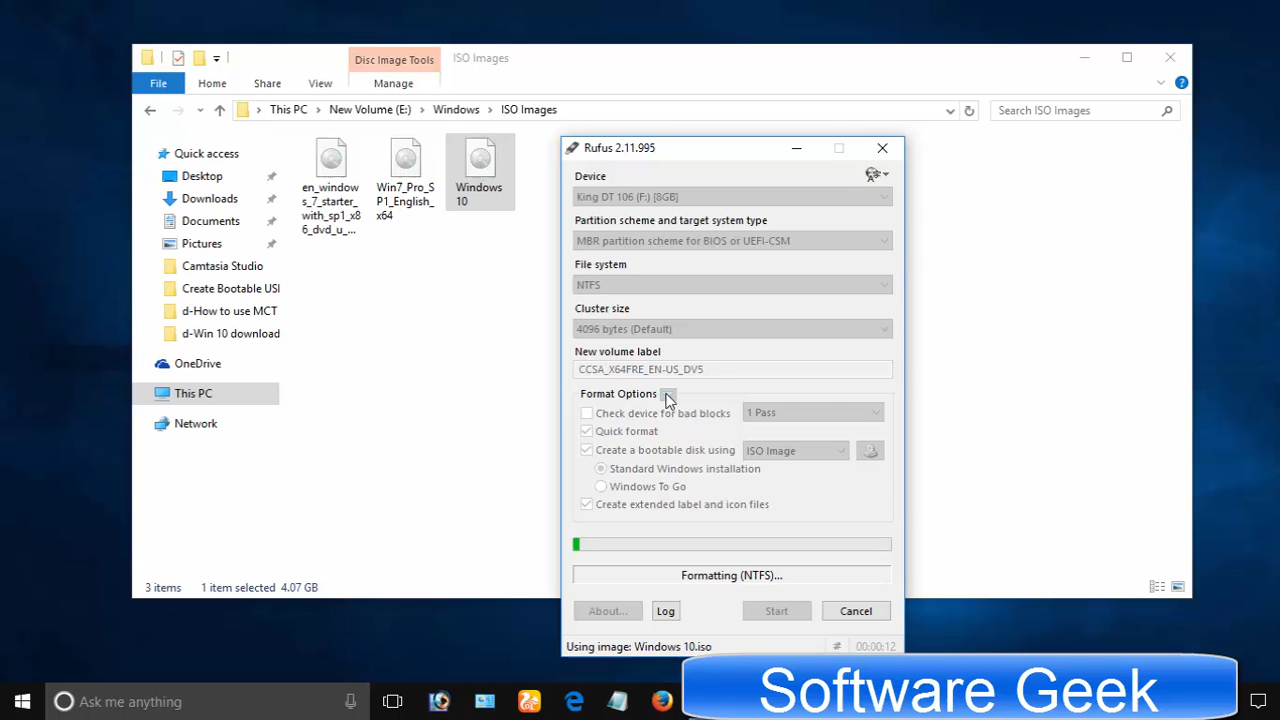 Disc Image Tools
ISO Images
File
Home
Share
View
Manage
This PC > New Volume (E:) > Windows > ISO Images
Search ISO Images
Quick access
Desktop
Downloads
Documents
Pictures
Camtasia Studio
Create Bootable USI
d-How to use MCT
d-Win 10 download
OneDrive
This PC
Network
en_window
s_7_starter_
with_sp1_x8
6_dvd_u_...
Win7_Pro_S
P1_English_
x64
Windows
10
3 items
1 item selected 4.07 GB
Rufus 2.11.995
Device
King DT 106 (F:) [8GB]
Partition scheme and target system type
MBR partition scheme for BIOS or UEFI-CSM
File system
NTFS
Cluster size
4096 bytes (Default)
New volume label
CCSA_X64FRE_EN-US_DV5
Format Options
Check device for bad blocks
1 Pass
Quick format
Create a bootable disk using
ISO Image
Standard Windows installation
Windows To Go
Create extended label and icon files
Formatting (NTFS)...
About...
Log
Start
Cancel
Using image: Windows 10.iso
#
00:00:12
Ask me anything
Software Geek